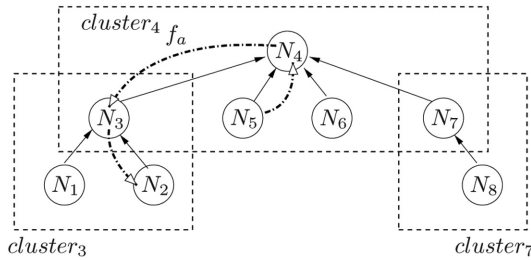 cluster₄ fₐ
N₄
N₃ N₅ N₆ N₇
N₁ N₂ N₈
cluster₃ cluster₇